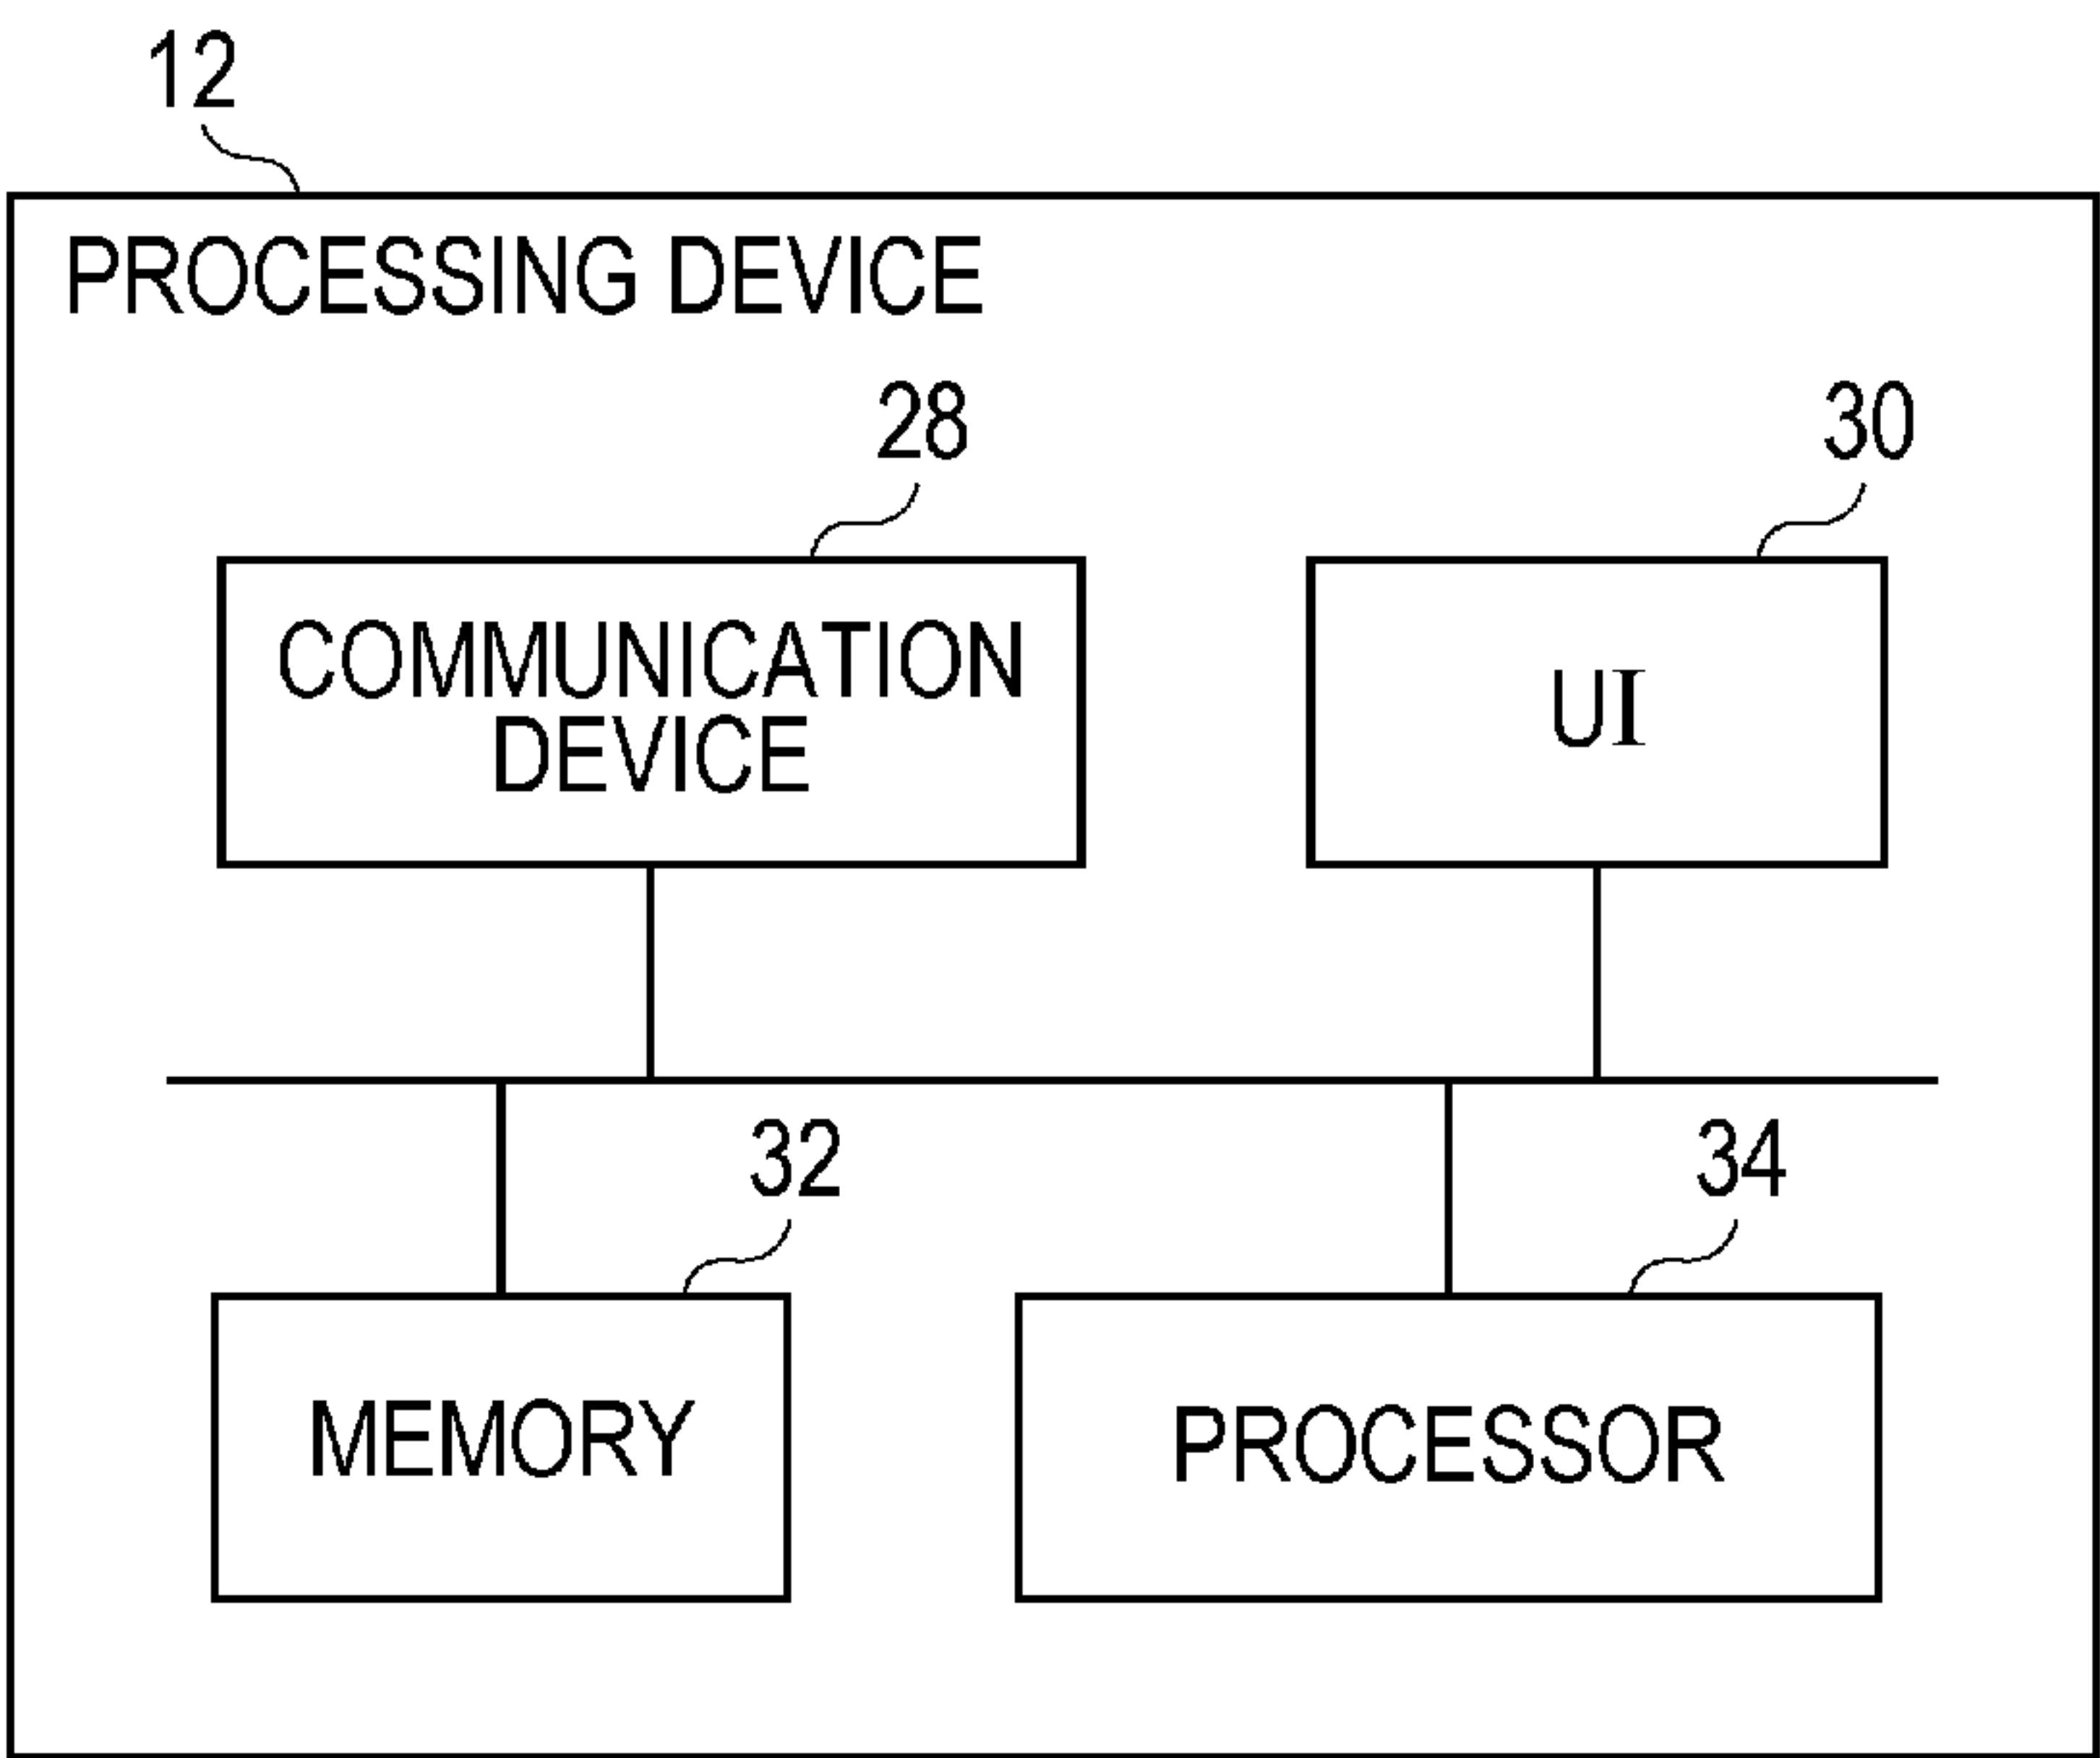 12
PROCESSING DEVICE
28
30
COMMUNICATION
DEVICE
UI
32
34
MEMORY
PROCESSOR